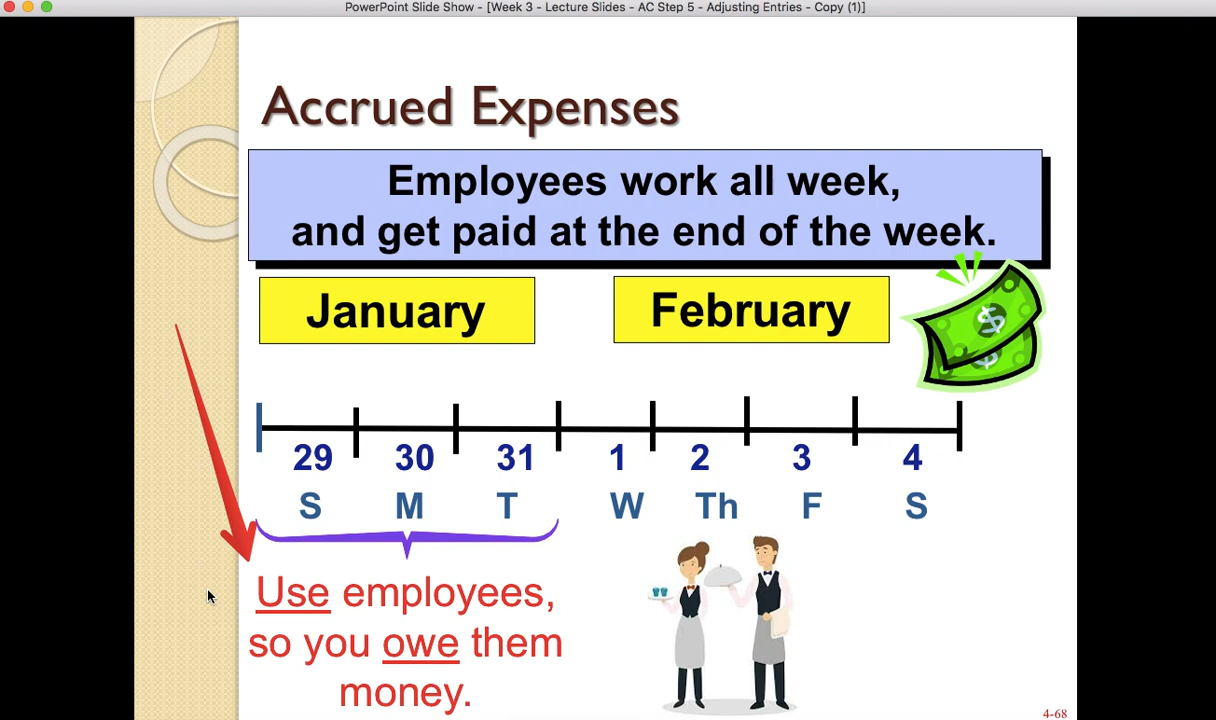 PowerPoint Slide Show - [Week 3 - Lecture Slides - AC Step 5 - Adjusting Entries - Copy (1)]
Accrued Expenses
Employees work all week,
and get paid at the end of the week.
January February
$
$
29 30 31 1 2 3 4
S M T W Th F S
Use employees,
so you owe them
money.
4-68